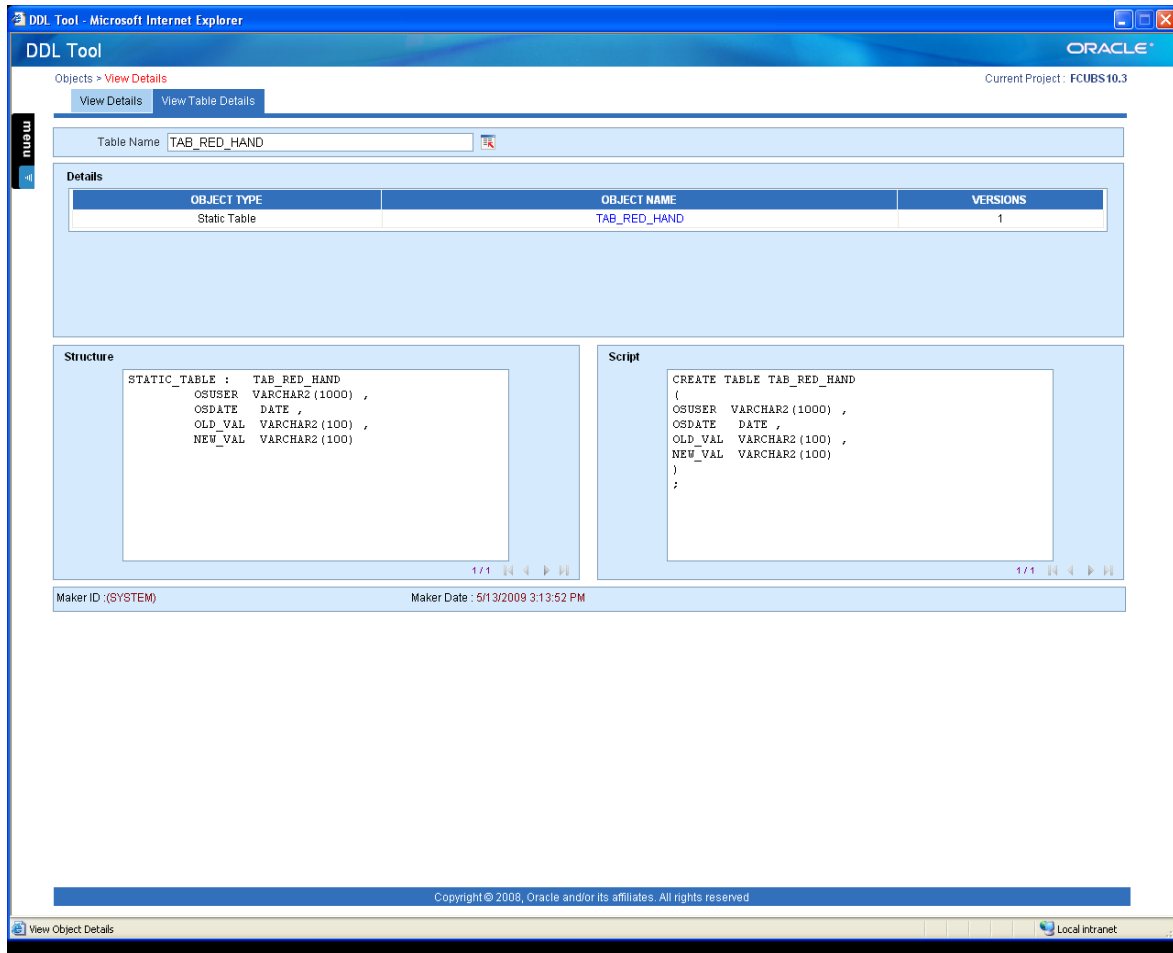 DDL Tool - Microsoft Internet Explorer
DDL Tool
ORACLE
Objects > View Details
Current Project : FCUBS10.3
View Details
View Table Details
menu
Table Name TAB_RED_HAND
Details
OBJECT TYPE OBJECT NAME VERSIONS
Static Table TAB_RED_HAND 1
Structure
STATIC_TABLE : TAB_RED_HAND
OSUSER VARCHAR2(1000) ,
OSDATE DATE ,
OLD_VAL VARCHAR2(100) ,
NEW_VAL VARCHAR2(100)
1 / 1
Script
CREATE TABLE TAB_RED_HAND
(
OSUSER VARCHAR2(1000) ,
OSDATE DATE ,
OLD_VAL VARCHAR2(100) ,
NEW_VAL VARCHAR2(100)
)
;
1 / 1
Maker ID :(SYSTEM) Maker Date : 5/13/2009 3:13:52 PM
Copyright © 2008, Oracle and/or its affiliates. All rights reserved
View Object Details
Local intranet